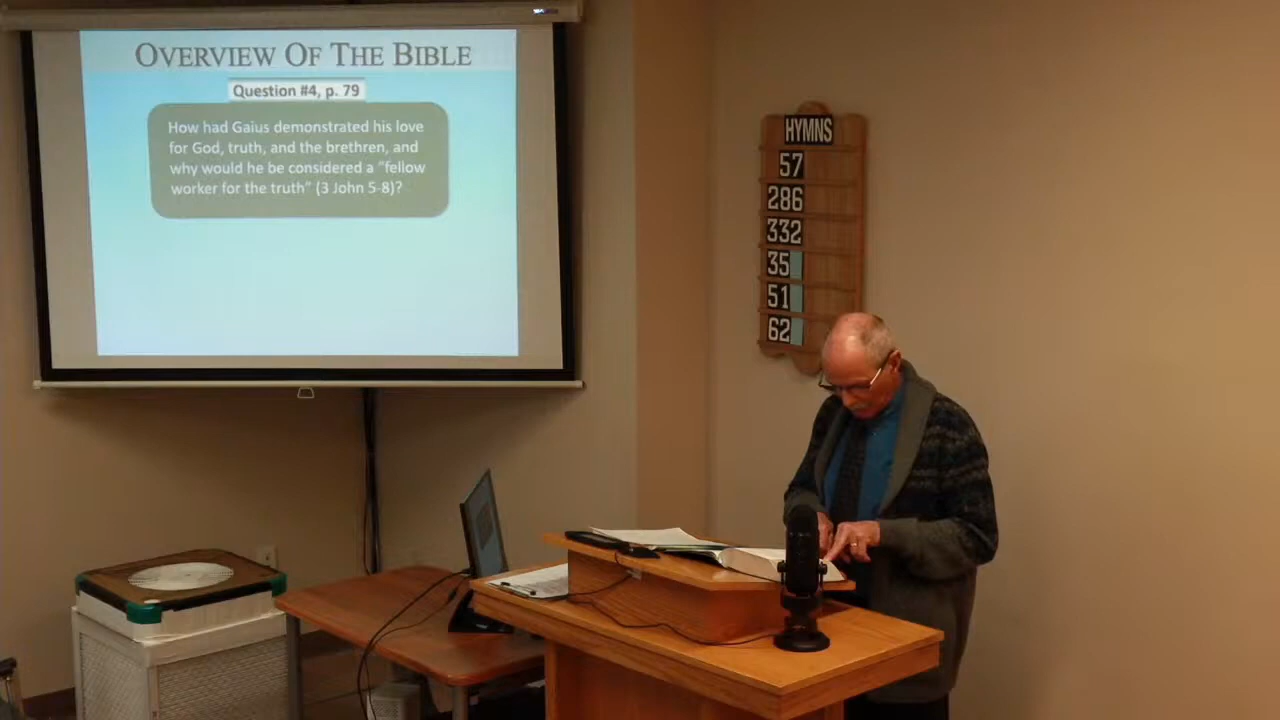 OVERVIEW OF THE BIBLE
Question #4, p. 79
How had Gaius demonstrated his love
for God, truth, and the brethren, and
why would he be considered a "fellow
worker for the truth" (3 John 5-8)?
HYMNS
57
286
332
35
51
62